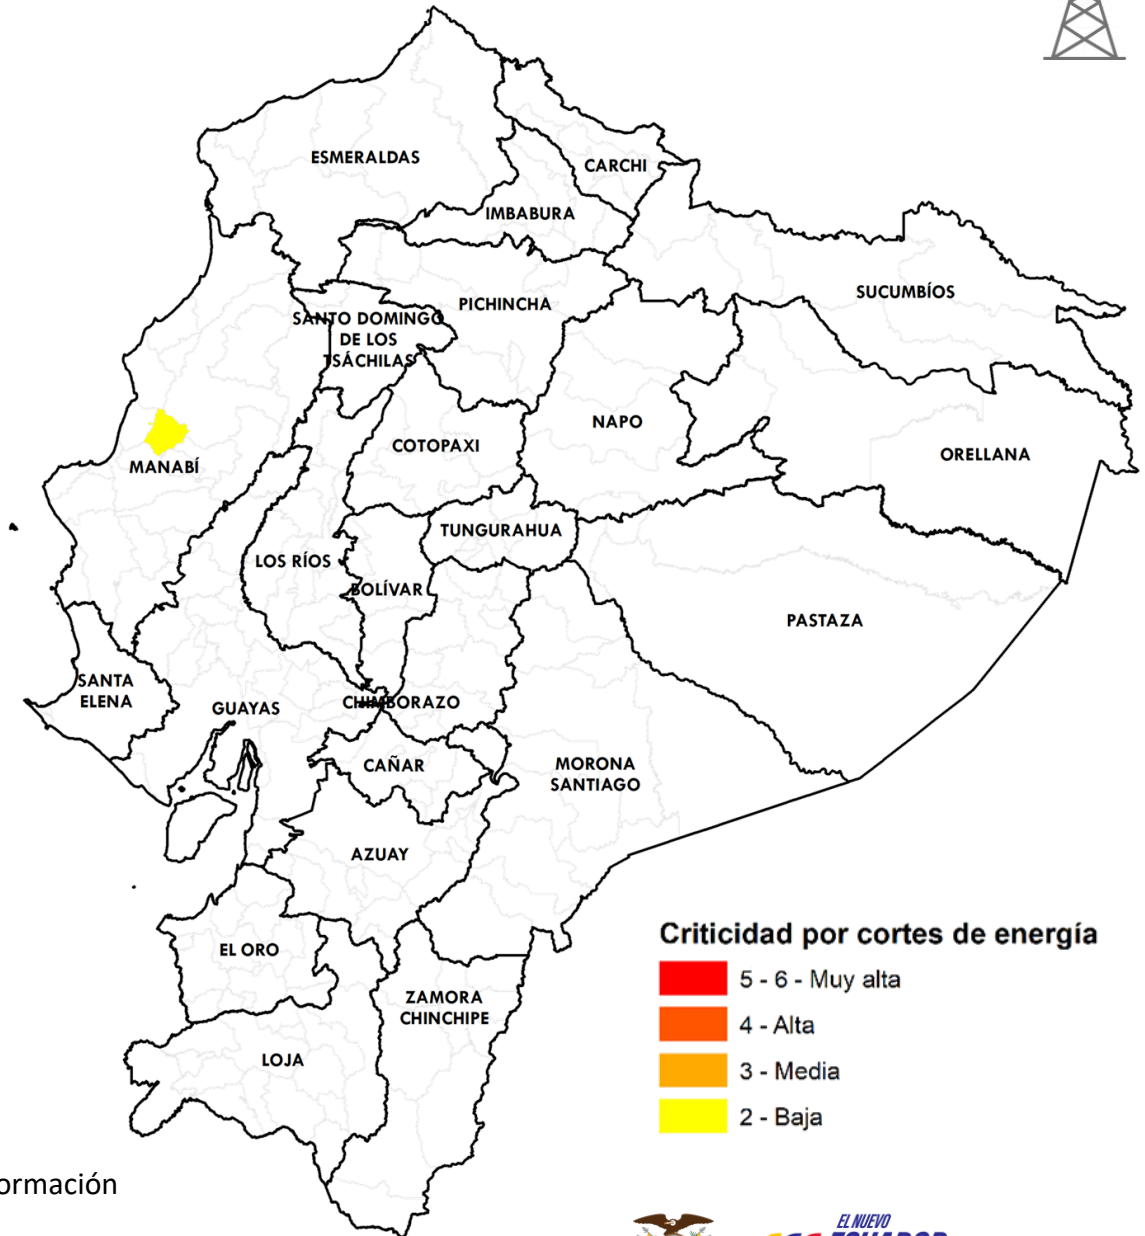 ESMERALDAS
CARCHI
IMBABURA
SUCUMBÍOS
PICHINCHA
SANTO DOMINGO
DE LOS
TSÁCHILAS
NAPO
COTOPAXI
ORELLANA
MANABÍ
TUNGURAHUA
LOS RÍOS
BOLÍVAR
PASTAZA
SANTA
ELENA
GUAYAS
CHIMBORAZO
CAÑAR
MORONA
SANTIAGO
AZUAY
EL ORO
ZAMORA
CHINCHIPE
LOJA
Criticidad por cortes de energía
5 - 6 - Muy alta
4 - Alta
3 - Media
2 - Baja
ormación
EL NUEVO
ECUADOR